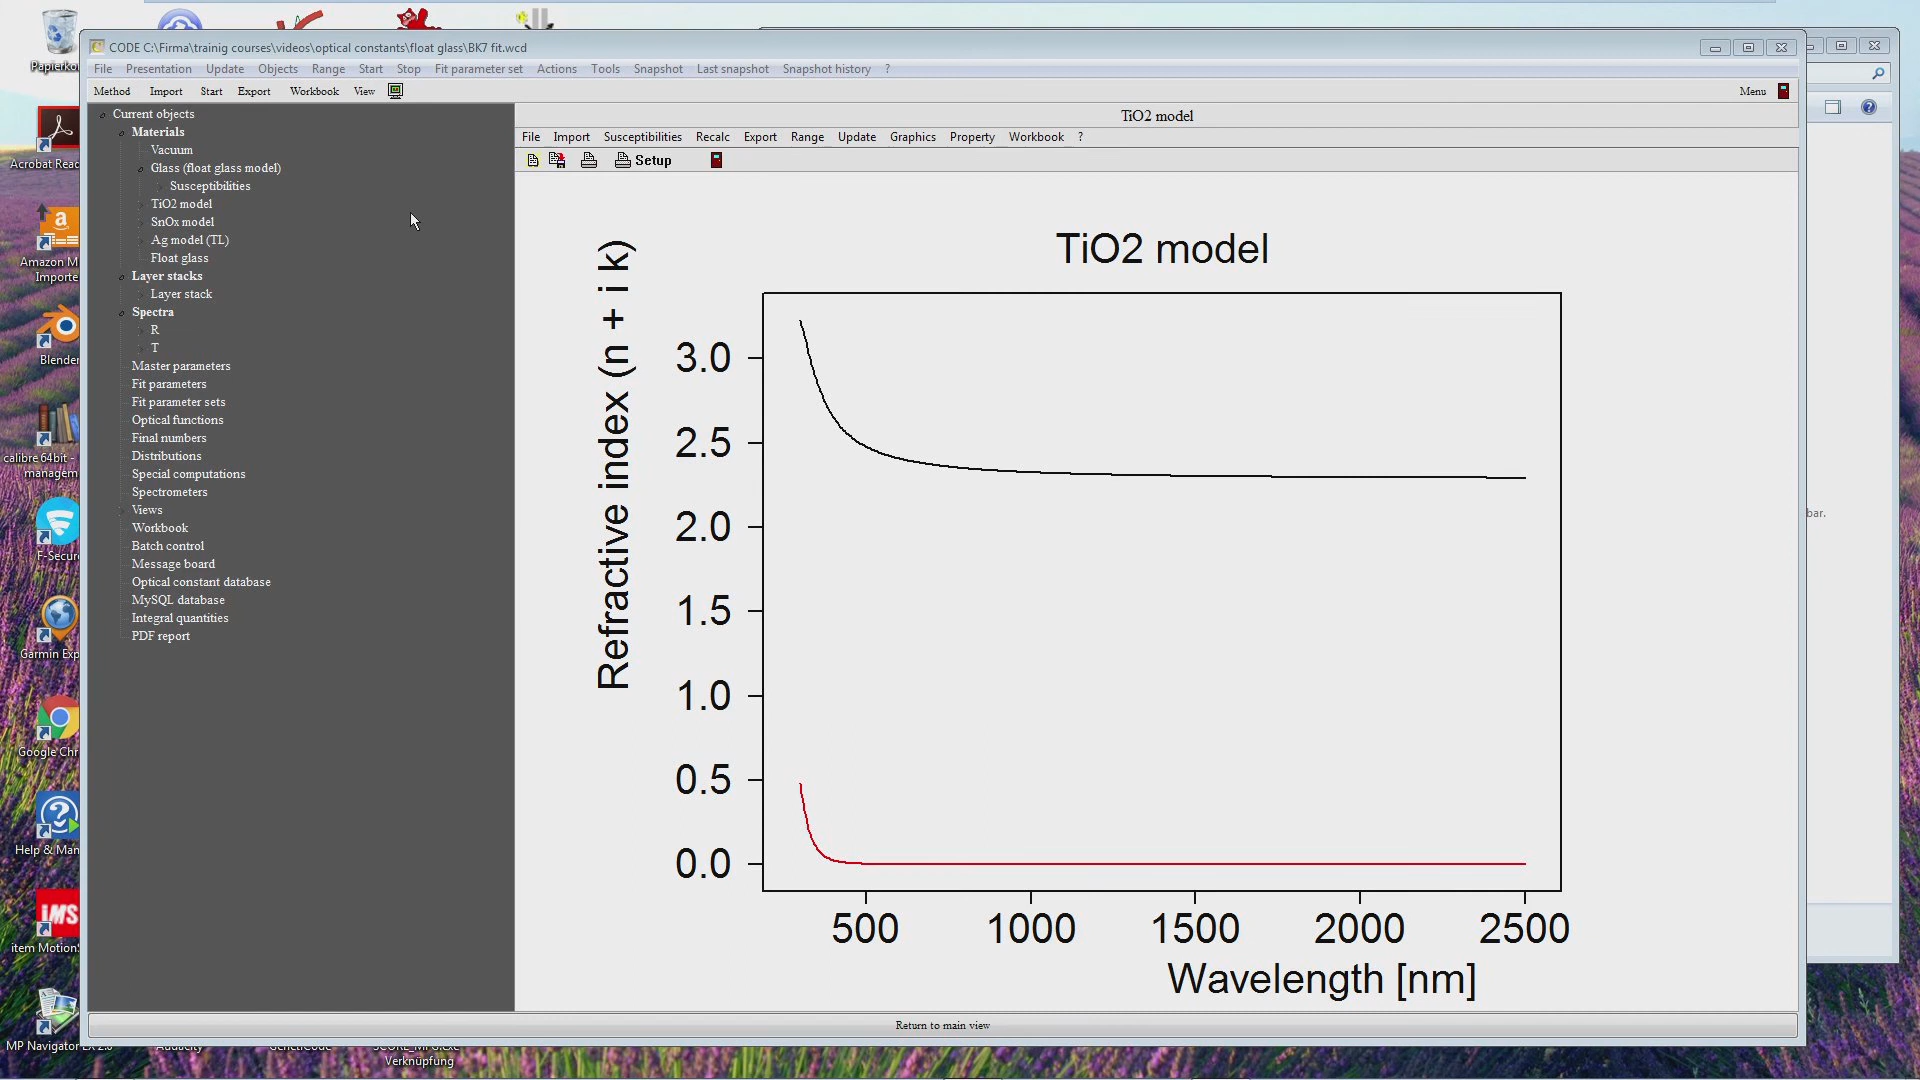 Papierko
CODE C:\Firma\trainig courses\videos\optical constants\float glass\BK7 fit.wcd
File Presentation Update Objects Range Start Stop Fit parameter set Actions Tools Snapshot Last snapshot Snapshot history ?
Method Import Start Export Workbook View Menu
Current objects
Materials
Vacuum
Glass (float glass model)
Susceptibilities
TiO2 model
SnOx model
Ag model (TL)
Float glass
Layer stacks
Layer stack
Spectra
R
T
Master parameters
Fit parameters
Fit parameter sets
Optical functions
Final numbers
Distributions
Special computations
Spectrometers
Views
Workbook
Batch control
Message board
Optical constant database
MySQL database
Integral quantities
PDF report
TiO2 model
File Import Susceptibilities Recalc Export Range Update Graphics Property Workbook ?
Setup
TiO2 model
Refractive index (n + i k)
3.0
2.5
2.0
1.5
1.0
0.5
0.0
500 1000 1500 2000 2500
Wavelength [nm]
Return to main view
Acrobat Read
Amazon M
Importe
Blender
calibre 64bit -
managem
F-Secur
Garmin Exp
Google Chr
Help & Man
iMS
item Motion
MP Navigator EX 2.0
Audacity
Verknüpfung
bar.